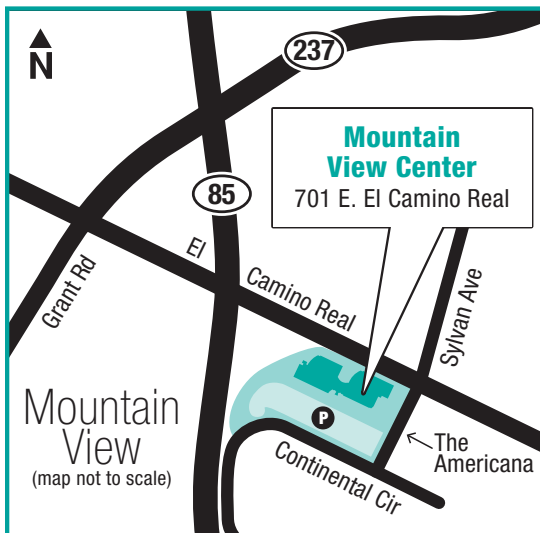 N
237
Mountain
View Center
701 E. El Camino Real
85
El
Camino Real
Grant Rd
Sylvan Ave
Mountain
View
(map not to scale)
P
The
Americana
Continental Cir